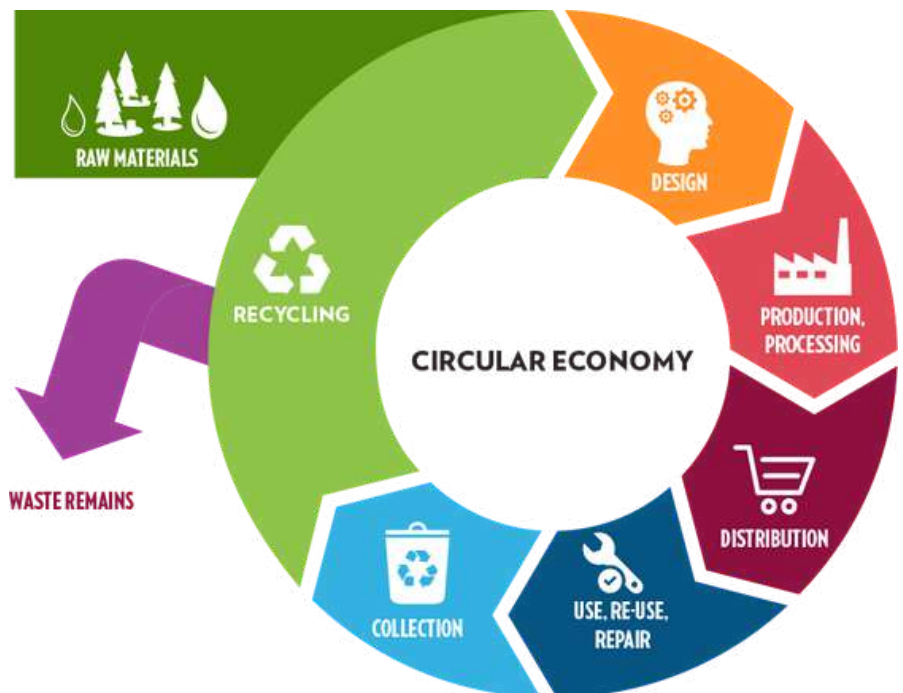 RAW MATERIALS
DESIGN
RECYCLING
PRODUCTION,
PROCESSING
CIRCULAR ECONOMY
WASTE REMAINS
DISTRIBUTION
USE, RE-USE,
REPAIR
COLLECTION